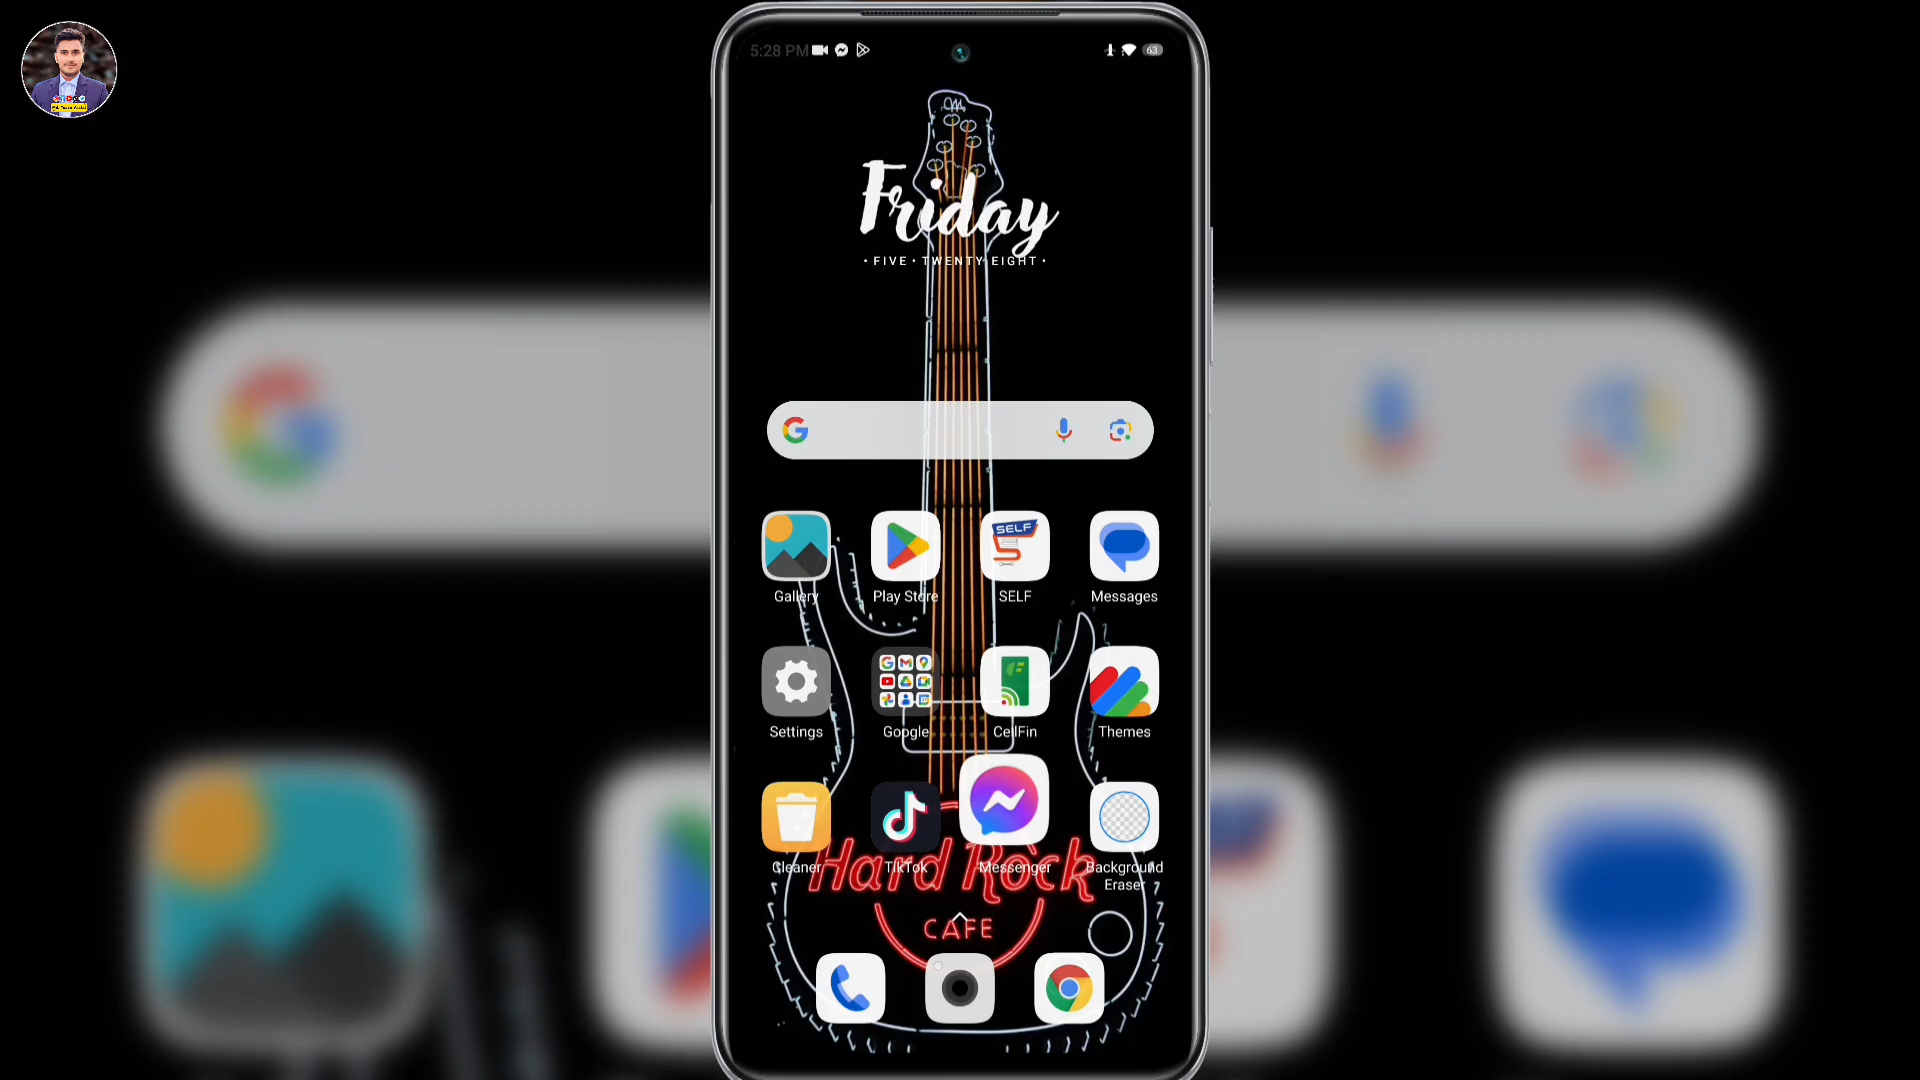 5:28 PM
63
Friday
• FIVE • TWENTY EIGHT •
SELF
Gallery
Play Store
SELF
Messages
Settings
Google
CellFin
Themes
Cleaner
TikTok
Messenger
Background
Eraser
Hard Rock
CAFE